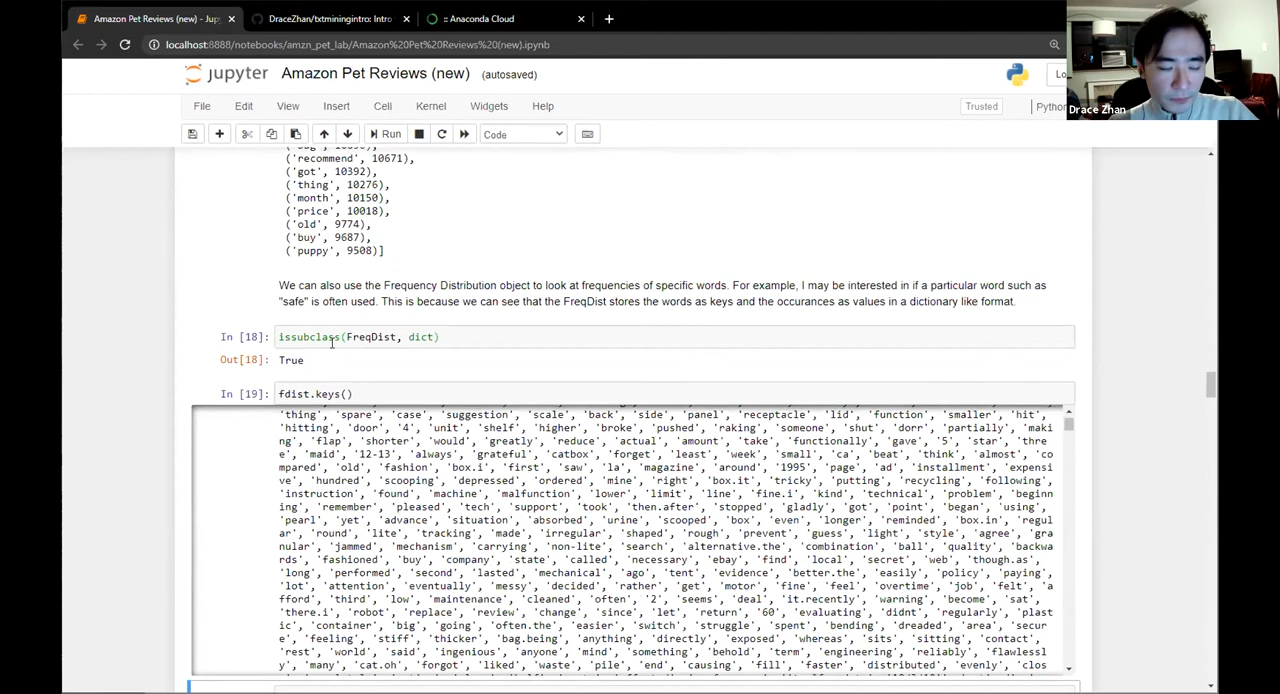 Amazon Pet Reviews (new) - Jup
DraceZhan/txtminingintro: Intro
:: Anaconda Cloud
localhost:8888/notebooks/amzn_pet_lab/Amazon%20Pet%20Reviews%20(new).ipynb
jupyter Amazon Pet Reviews (new) (autosaved)
Lo
Drace Zhan
File Edit View Insert Cell Kernel Widgets Help
Trusted
Python
Run
Code
('recommend', 10671),
('got', 10392),
('thing', 10276),
('month', 10150),
('price', 10018),
('old', 9774),
('buy', 9687),
('puppy', 9508)]
We can also use the Frequency Distribution object to look at frequencies of specific words. For example, I may be interested in if a particular word such as
"safe" is often used. This is because we can see that the FreqDist stores the words as keys and the occurances as values in a dictionary like format.
In [18]: issubclass(FreqDist, dict)
Out[18]: True
In [19]: fdist.keys()
'thing', 'spare', 'case', 'suggestion', 'scale', 'back', 'side', 'panel', 'receptacle', 'lid', 'function', 'smaller', 'hit',
'hitting', 'door', '4', 'unit', 'shelf', 'higher', 'broke', 'pushed', 'raking', 'someone', 'shut', 'dorr', 'partially', 'maki
ng', 'flap', 'shorter', 'would', 'greatly', 'reduce', 'actual', 'amount', 'take', 'functionally', 'gave', '5', 'star', 'thre
e', 'maid', '12-13', 'always', 'grateful', 'catbox', 'forget', 'least', 'week', 'small', 'ca', 'beat', 'think', 'almost', 'co
mpared', 'old', 'fashion', 'box.i', 'first', 'saw', 'la', 'magazine', 'around', '1995', 'page', 'ad', 'installment', 'expensi
ve', 'hundred', 'scooping', 'depressed', 'ordered', 'mine', 'right', 'box.it', 'tricky', 'putting', 'recycling', 'following',
'instruction', 'found', 'machine', 'malfunction', 'lower', 'limit', 'line', 'fine.i', 'kind', 'technical', 'problem', 'beginn
ing', 'remember', 'pleased', 'tech', 'support', 'took', 'then.after', 'stopped', 'gladly', 'got', 'point', 'began', 'using',
'pearl', 'yet', 'advance', 'situation', 'absorbed', 'urine', 'scooped', 'box', 'even', 'longer', 'reminded', 'box.in', 'regul
ar', 'round', 'lite', 'tracking', 'made', 'irregular', 'shaped', 'rough', 'prevent', 'guess', 'light', 'style', 'agree', 'gra
nular', 'jammed', 'mechanism', 'carrying', 'non-lite', 'search', 'alternative.the', 'combination', 'ball', 'quality', 'backwa
rds', 'fashioned', 'buy', 'company', 'state', 'called', 'necessary', 'ebay', 'find', 'local', 'secret', 'web', 'though.as',
'long', 'performed', 'second', 'lasted', 'mechanical', 'ago', 'tent', 'evidence', 'better.the', 'easily', 'policy', 'paying',
'lot', 'attention', 'eventually', 'messy', 'decided', 'rather', 'get', 'motor', 'fine', 'feel', 'overtime', 'job', 'felt', 'a
fford', 'third', 'low', 'maintenance', 'cleaned', 'often', '2', 'seems', 'deal', 'it.recently', 'warning', 'become', 'sat',
'there.i', 'robot', 'replace', 'review', 'change', 'since', 'let', 'return', '60', 'evaluating', 'didnt', 'regularly', 'plast
ic', 'container', 'big', 'going', 'often.the', 'easier', 'switch', 'struggle', 'spent', 'bending', 'dreaded', 'area', 'secur
e', 'feeling', 'stiff', 'thicker', 'bag.being', 'anything', 'directly', 'exposed', 'whereas', 'sits', 'sitting', 'contact',
'rest', 'world', 'said', 'ingenious', 'anyone', 'mind', 'something', 'behold', 'term', 'engineering', 'reliably', 'flawlessl
y', 'many', 'cat.oh', 'forgot', 'liked', 'waste', 'pile', 'end', 'causing', 'fill', 'faster', 'distributed', 'evenly', 'clos